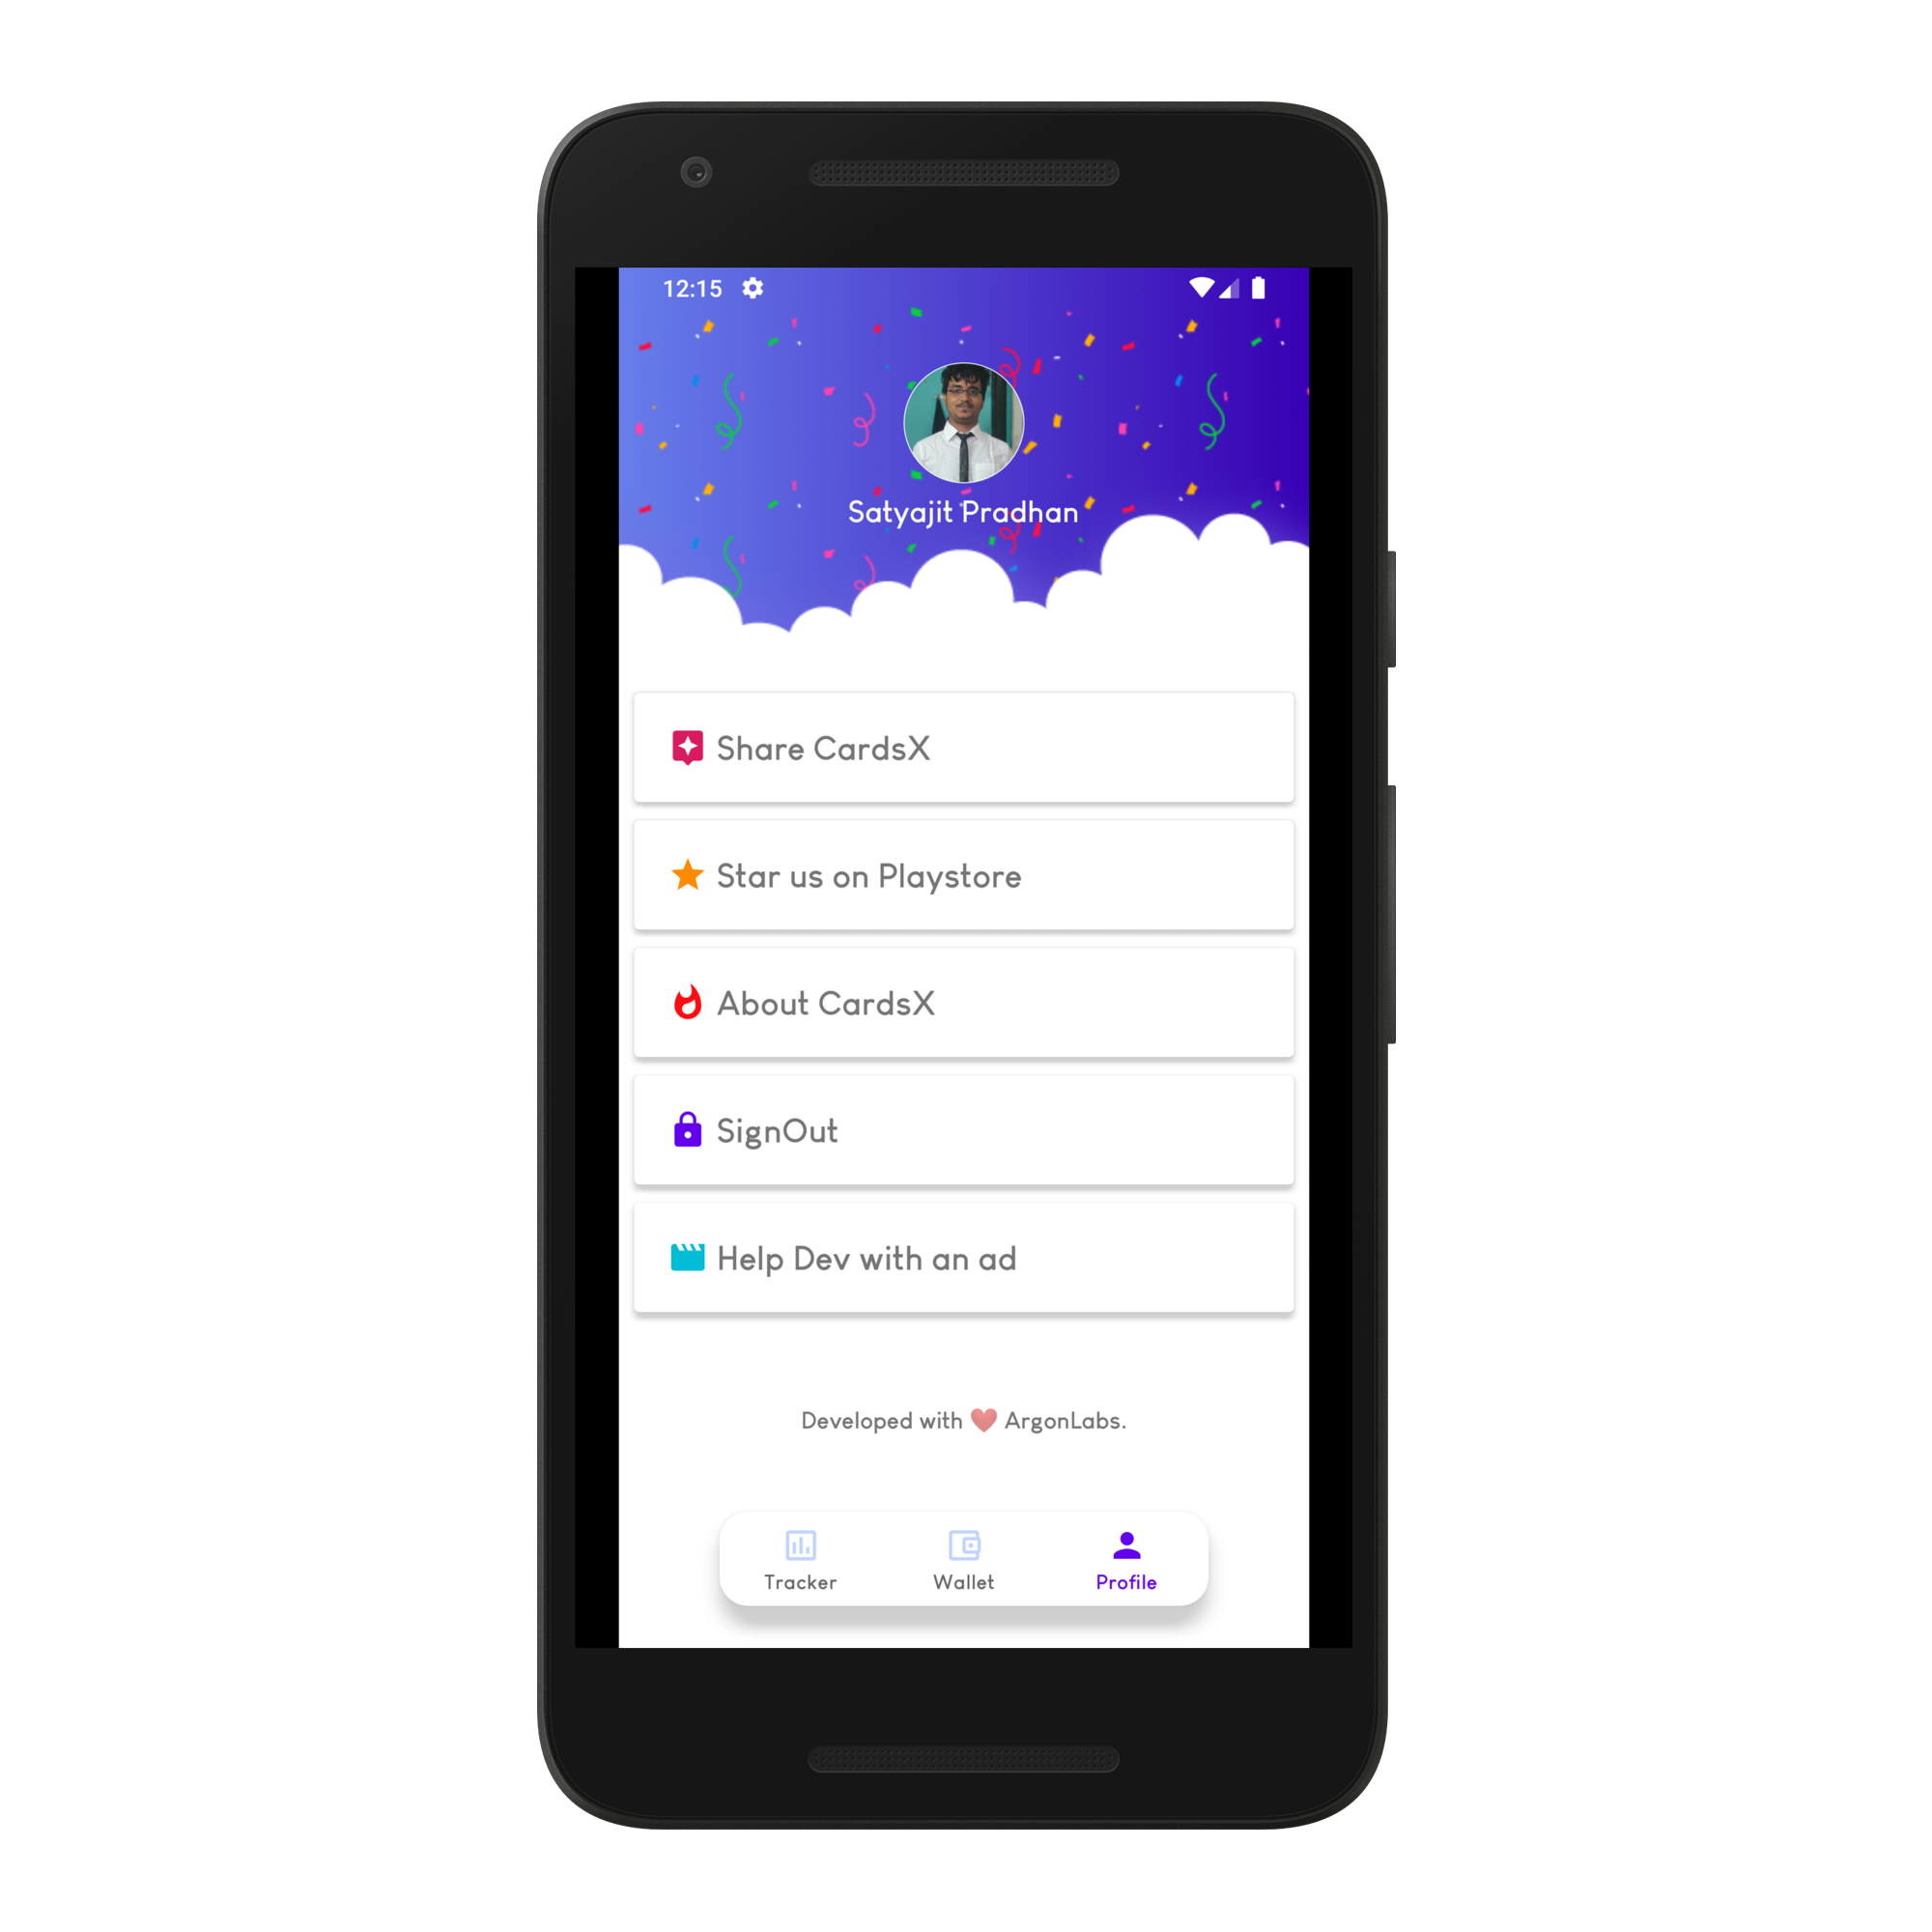 12:15
Satyajit Pradhan
Share CardsX
Star us on Playstore
About CardsX
SignOut
Help Dev with an ad
Developed with ❤️ ArgonLabs.
Tracker Wallet Profile